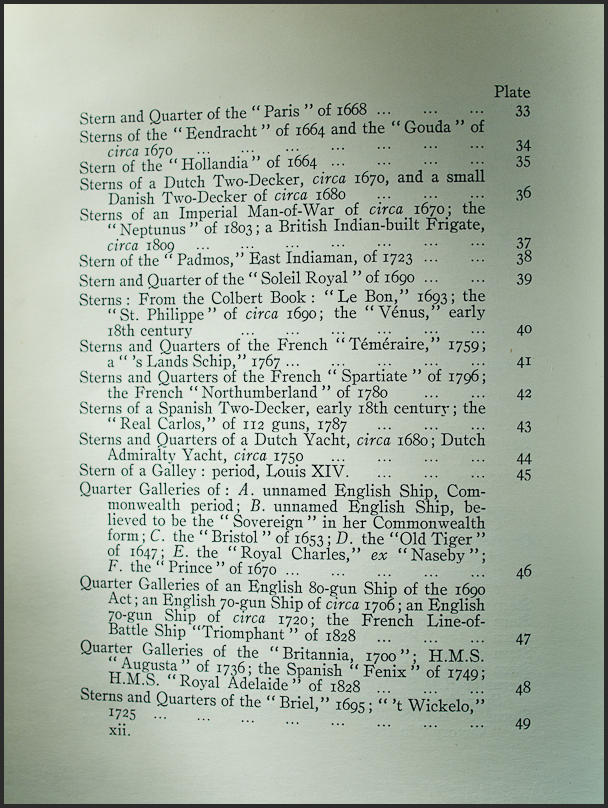 Plate
Stern and Quarter of the “ Paris ” of 1668 ... ... ... 33
Sterns of the “ Eendracht ” of 1664 and the “ Gouda ” of
circa 1670 ... ... ... ... ... ... ... 34
Stern of the “ Hollandia ” of 1664 ... ... ... ... 35
Sterns of a Dutch Two-Decker, circa 1670, and a small
Danish Two-Decker of circa 1680 ... ... ... 36
Sterns of an Imperial Man-of-War of circa 1670; the
“ Neptunus ” of 1803; a British Indian-built Frigate,
circa 1809 ... ... ... ... ... ... ... 37
Stern of the “ Padmos,” East Indiaman, of 1723 ... ... 38
Stern and Quarter of the “ Soleil Royal ” of 1690 ... ... 39
Sterns : From the Colbert Book : “ Le Bon,” 1693; the
“ St. Philippe ” of circa 1690; the “ Vénus,” early
18th century ... ... ... ... ... ... 40
Sterns and Quarters of the French “ Téméraire,” 1759;
a “ ’s Lands Schip,” 1767 ... ... ... ... ... 41
Sterns and Quarters of the French “ Spartiate ” of 1796;
the French “ Northumberland ” of 1780 ... ... 42
Sterns of a Spanish Two-Decker, early 18th century; the
“ Real Carlos,” of 112 guns, 1787 ... ... ... 43
Sterns and Quarters of a Dutch Yacht, circa 1680; Dutch
Admiralty Yacht, circa 1750 ... ... ... ... 44
Stern of a Galley : period, Louis XIV. ... ... ... 45
Quarter Galleries of : A. unnamed English Ship, Com-
monwealth period; B. unnamed English Ship, be-
lieved to be the “ Sovereign ” in her Commonwealth
form; C. the “ Bristol ” of 1653; D. the “Old Tiger ”
of 1647; E. the “ Royal Charles,” ex “ Naseby ”;
F. the “ Prince ” of 1670 ... ... ... ... ... 46
Quarter Galleries of an English 80-gun Ship of the 1690
Act; an English 70-gun Ship of circa 1706; an English
70-gun Ship of circa 1720; the French Line-of-
Battle Ship “Triomphant ” of 1828 ... ... ... 47
Quarter Galleries of the “Britannia, 1700”; H.M.S.
“ Augusta ” of 1736; the Spanish “ Fenix ” of 1749;
H.M.S. “ Royal Adelaide ” of 1828 ... ... ... 48
Sterns and Quarters of the “ Briel,” 1695; “ ’t Wickelo,”
1725 ... ... ... ... ... ... ... ... 49
xii.